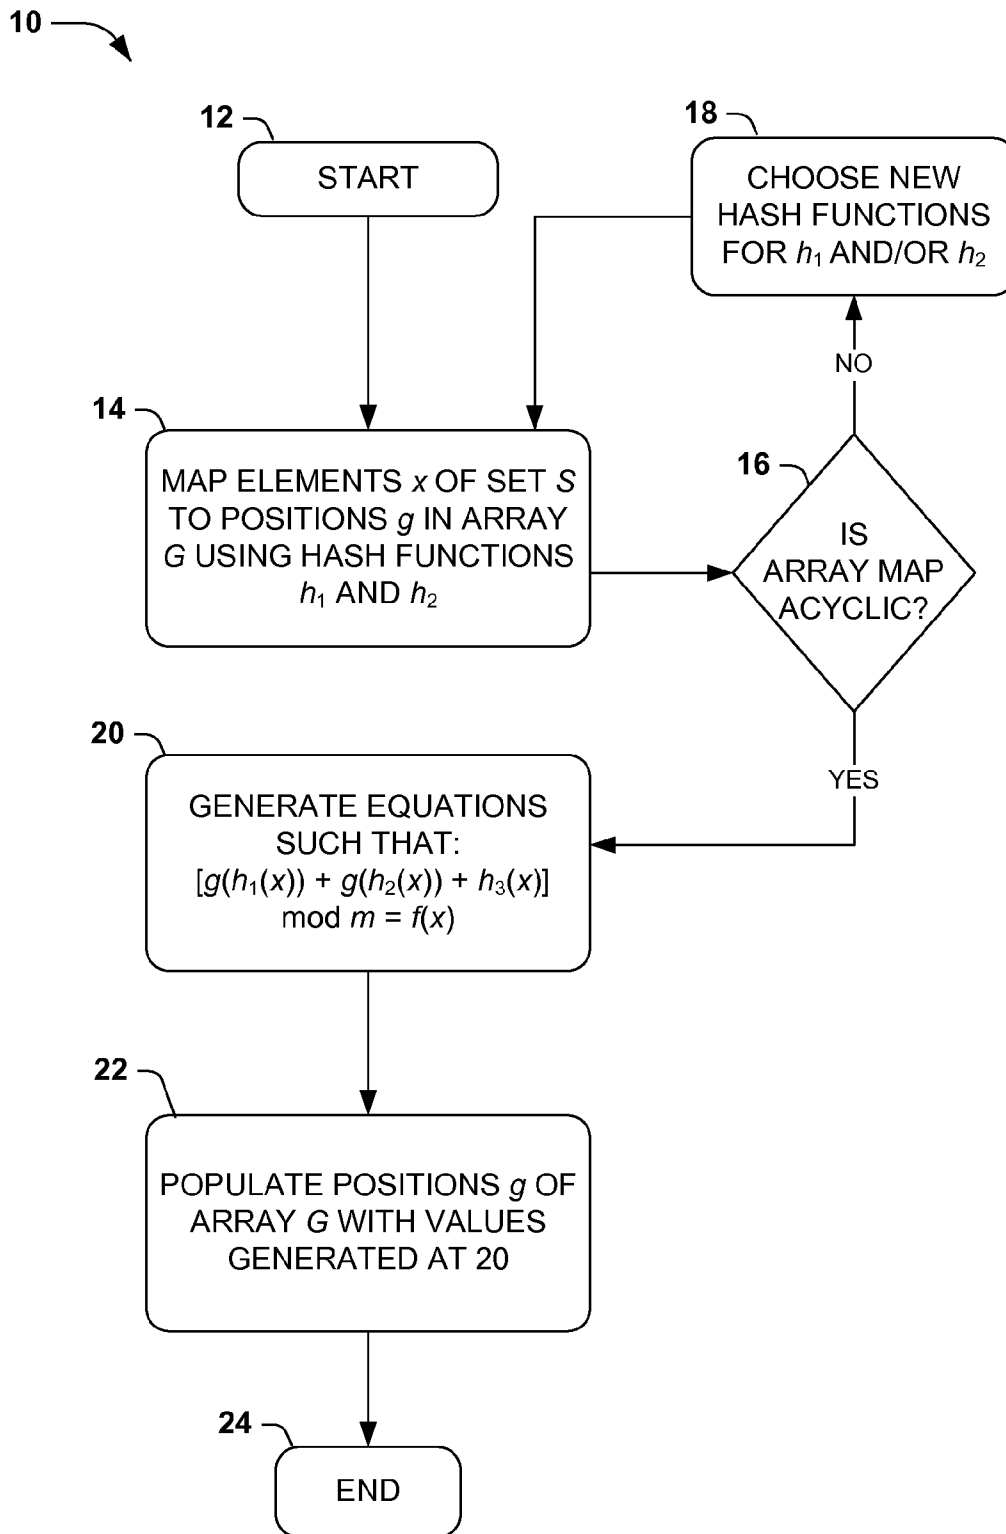 10
12
START
18
CHOOSE NEW
HASH FUNCTIONS
FOR h₁ AND/OR h₂
NO
14
MAP ELEMENTS x OF SET S
TO POSITIONS g IN ARRAY
G USING HASH FUNCTIONS
h₁ AND h₂
16
IS
ARRAY MAP
ACYCLIC?
YES
20
GENERATE EQUATIONS
SUCH THAT:
[g(h₁(x)) + g(h₂(x)) + h₃(x)]
mod m = f(x)
22
POPULATE POSITIONS g OF
ARRAY G WITH VALUES
GENERATED AT 20
24
END